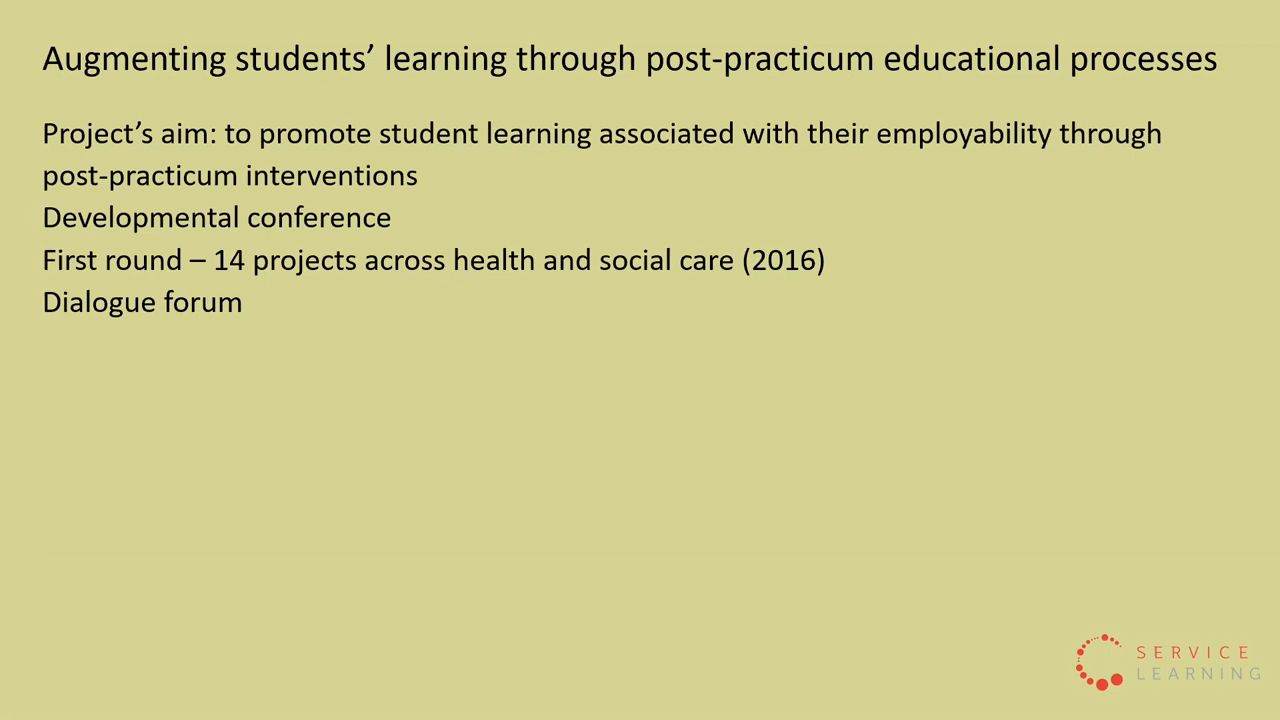 Augmenting students’ learning through post-practicum educational processes
Project’s aim: to promote student learning associated with their employability through
post-practicum interventions
Developmental conference
First round – 14 projects across health and social care (2016)
Dialogue forum
SERVICE
LEARNING